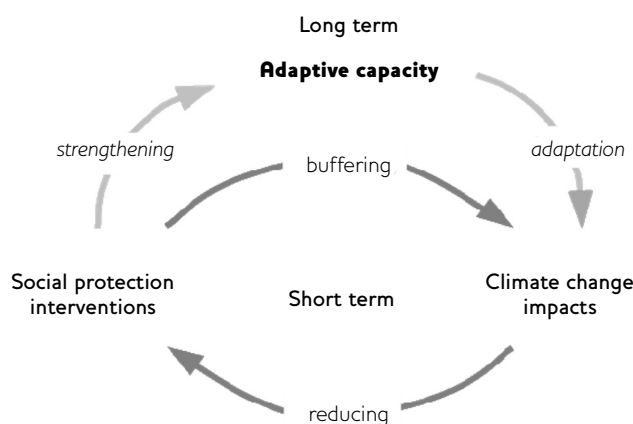 Long term
Adaptive capacity
strengthening
adaptation
buffering
Social protection
interventions
Short term
Climate change
impacts
reducing